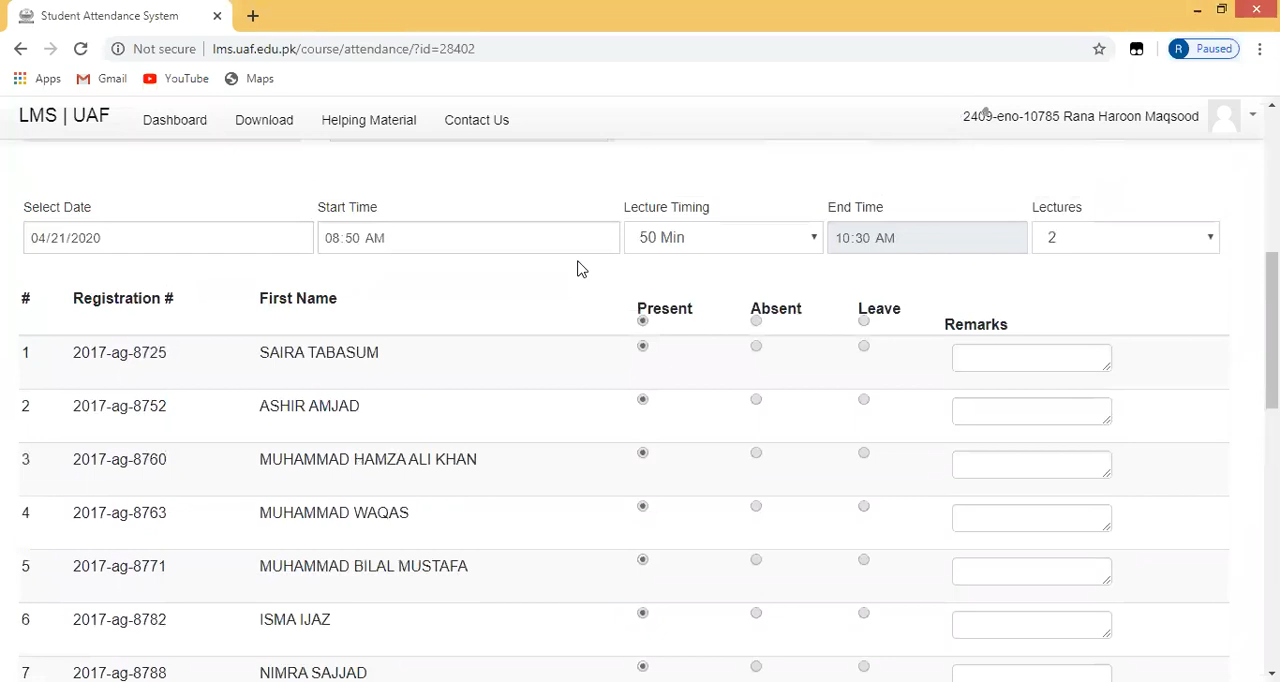 Student Attendance System
Not secure lms.uaf.edu.pk/course/attendance/?id=28402
R Paused
Apps Gmail YouTube Maps
LMS | UAF Dashboard Download Helping Material Contact Us 2409-eno-10785 Rana Haroon Maqsood
Select Date Start Time Lecture Timing End Time Lectures
04/21/2020 08:50 AM 50 Min 10:30 AM 2
# Registration # First Name Present Absent Leave Remarks
1 2017-ag-8725 SAIRA TABASUM
2 2017-ag-8752 ASHIR AMJAD
3 2017-ag-8760 MUHAMMAD HAMZA ALI KHAN
4 2017-ag-8763 MUHAMMAD WAQAS
5 2017-ag-8771 MUHAMMAD BILAL MUSTAFA
6 2017-ag-8782 ISMA IJAZ
7 2017-ag-8788 NIMRA SAJJAD